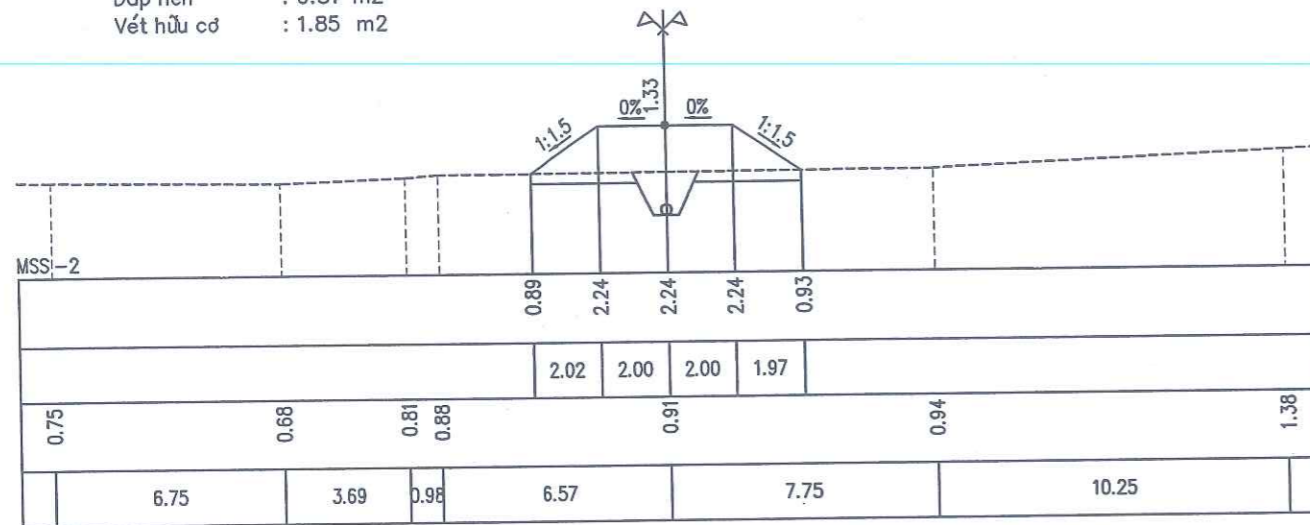 Vét hữu cơ : 1.85 m2
1.33
0% 0%
1:1.5 1:1.5
MSS -2
0.89 2.24 2.24 2.24 0.93
2.02 2.00 2.00 1.97
0.75 0.68 0.81 0.88 0.91 0.94 1.38
6.75 3.69 0.98 6.57 7.75 10.25